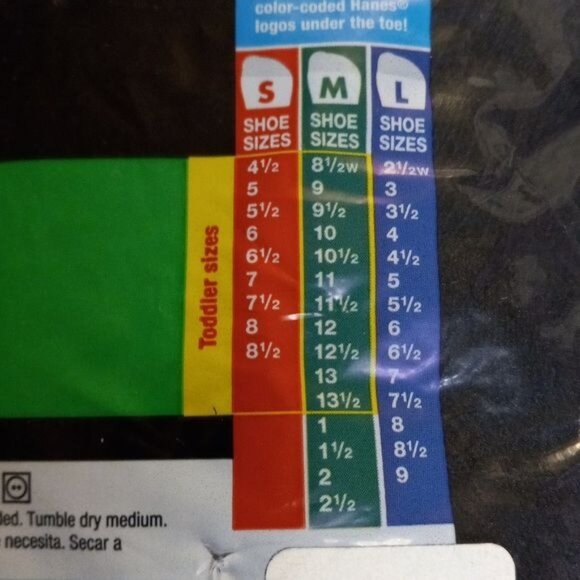 color-coded Hanes®
logos under the toe!
S M L
SHOE SIZES SHOE SIZES SHOE SIZES
Toddler sizes
4½ 8½w 2½w
5 9 3
5½ 9½ 3½
6 10 4
6½ 10½ 4½
7 11 5
7½ 11½ 5½
8 12 6
8½ 12½ 6½
13 7
13½ 7½
1 8
1½ 8½
2 9
2½
ded. Tumble dry medium.
necesita. Secar a